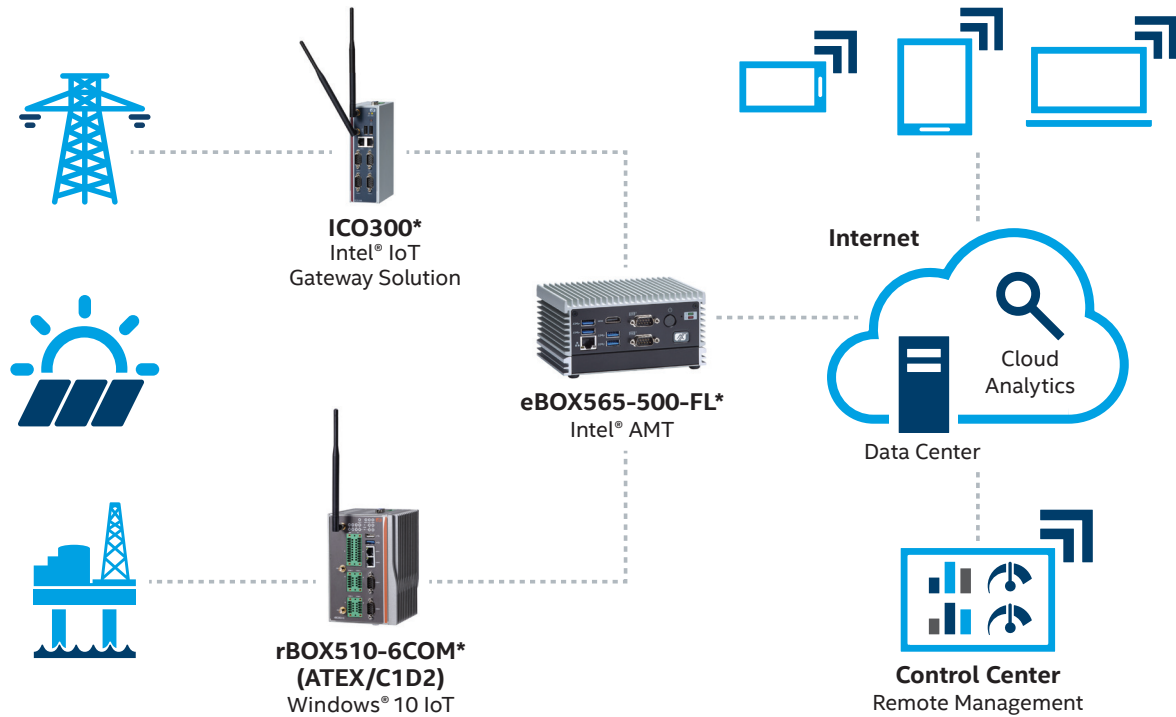 ICO300*
Intel® IoT
Gateway Solution
Internet
Cloud
Analytics
eBOX565-500-FL*
Intel® AMT
Data Center
rBOX510-6COM*
(ATEX/C1D2)
Windows® 10 IoT
Control Center
Remote Management